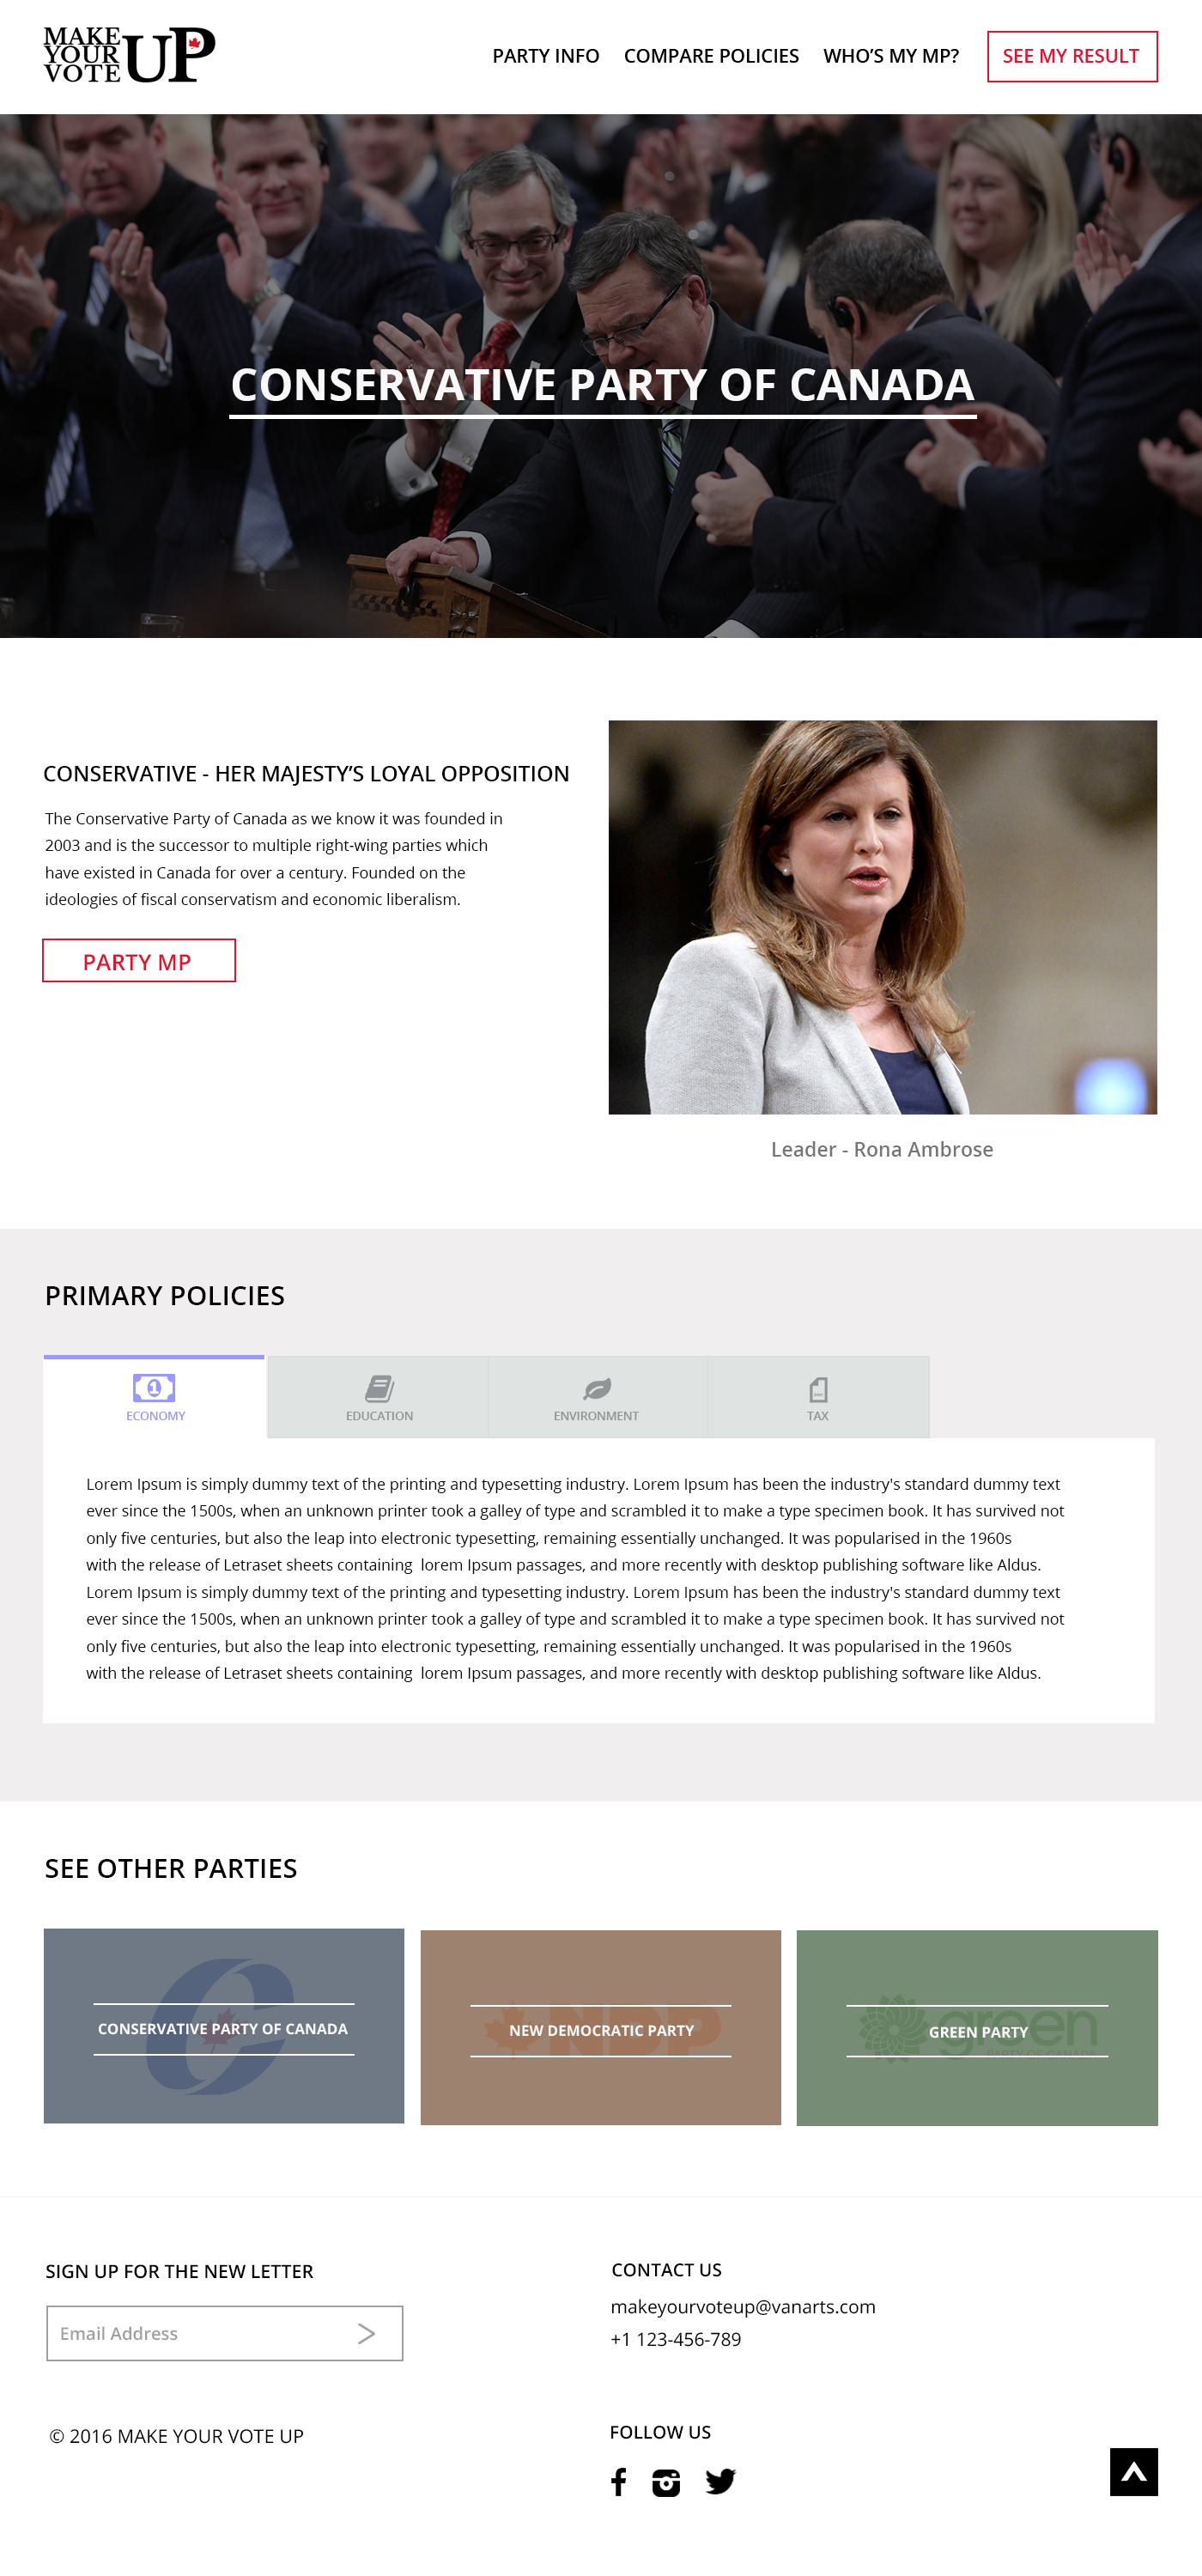 MAKE
YOUR
VOTE UP
PARTY INFO COMPARE POLICIES WHO’S MY MP? SEE MY RESULT
CONSERVATIVE PARTY OF CANADA
CONSERVATIVE - HER MAJESTY’S LOYAL OPPOSITION
The Conservative Party of Canada as we know it was founded in
2003 and is the successor to multiple right-wing parties which
have existed in Canada for over a century. Founded on the
ideologies of fiscal conservatism and economic liberalism.
PARTY MP
Leader - Rona Ambrose
PRIMARY POLICIES
1
ECONOMY EDUCATION ENVIRONMENT TAX
Lorem Ipsum is simply dummy text of the printing and typesetting industry. Lorem Ipsum has been the industry's standard dummy text
ever since the 1500s, when an unknown printer took a galley of type and scrambled it to make a type specimen book. It has survived not
only five centuries, but also the leap into electronic typesetting, remaining essentially unchanged. It was popularised in the 1960s
with the release of Letraset sheets containing  lorem Ipsum passages, and more recently with desktop publishing software like Aldus.
Lorem Ipsum is simply dummy text of the printing and typesetting industry. Lorem Ipsum has been the industry's standard dummy text
ever since the 1500s, when an unknown printer took a galley of type and scrambled it to make a type specimen book. It has survived not
only five centuries, but also the leap into electronic typesetting, remaining essentially unchanged. It was popularised in the 1960s
with the release of Letraset sheets containing  lorem Ipsum passages, and more recently with desktop publishing software like Aldus.
SEE OTHER PARTIES
C
CONSERVATIVE PARTY OF CANADA
NDP
NEW DEMOCRATIC PARTY
green
GREEN PARTY
PARTY OF CANADA
SIGN UP FOR THE NEW LETTER
Email Address
© 2016 MAKE YOUR VOTE UP
CONTACT US
makeyourvoteup@vanarts.com
+1 123-456-789
FOLLOW US